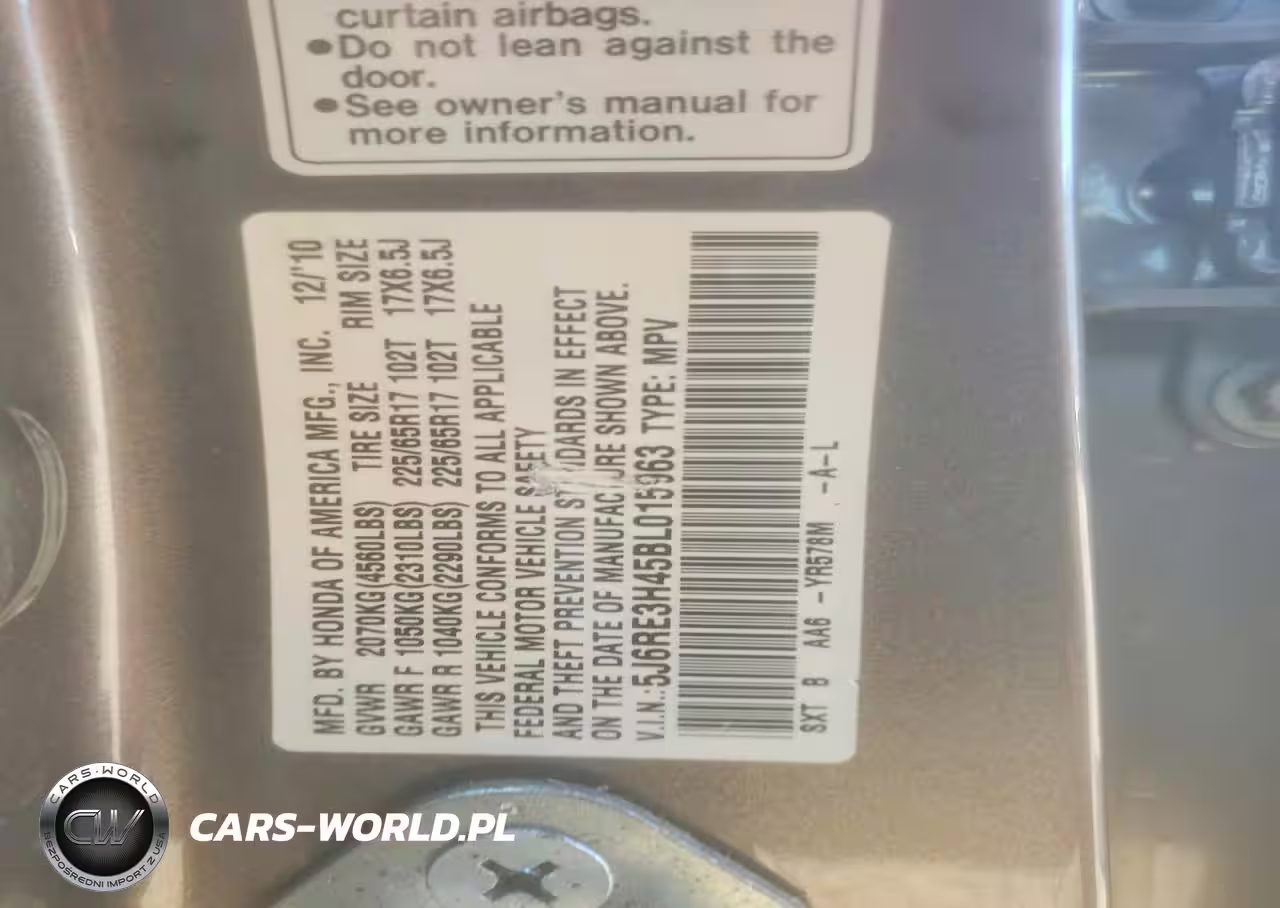 curtain airbags.
●Do not lean against the
door.
●See owner's manual for
more information.
MFD. BY HONDA OF AMERICA MFG., INC. 12/'10
GVWR 2070KG(4560LBS) TIRE SIZE RIM SIZE
GAWR F 1050KG(2310LBS) 225/65R17 102T 17X6.5J
GAWR R 1040KG(2290LBS) 225/65R17 102T 17X6.5J
THIS VEHICLE CONFORMS TO ALL APPLICABLE
FEDERAL MOTOR VEHICLE SAFETY
AND THEFT PREVENTION STANDARDS IN EFFECT
ON THE DATE OF MANUFACTURE SHOWN ABOVE.
V.I.N.:5J6RE3H45BL015963 TYPE: MPV
SXT B AA6 -YR578M -A-L
CARS-WORLD
CW
BEZPOŚREDNI IMPORT Z USA
CARS-WORLD.PL